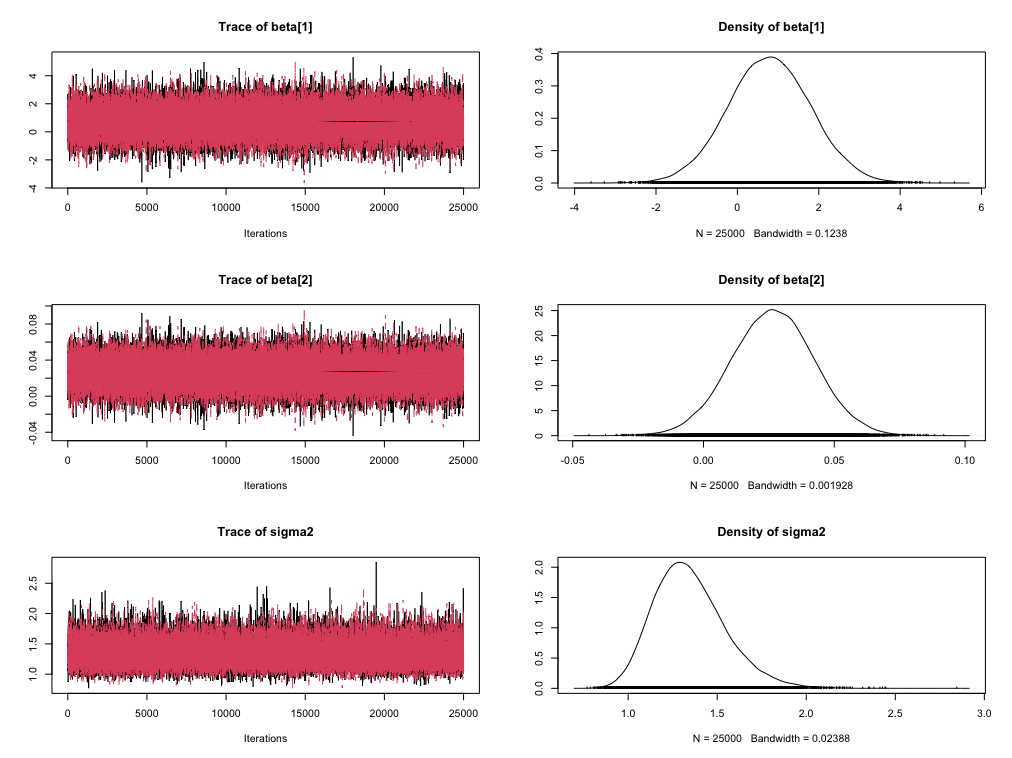 Trace of beta[1]
4
2
0
-2
-4
0 5000 10000 15000 20000 25000
Iterations
Density of beta[1]
0.4
0.3
0.2
0.1
0.0
-4 -2 0 2 4 6
N = 25000 Bandwidth = 0.1238
Trace of beta[2]
0.08
0.04
0.00
-0.04
0 5000 10000 15000 20000 25000
Iterations
Density of beta[2]
25
20
15
10
5
0
-0.05 0.00 0.05 0.10
N = 25000 Bandwidth = 0.001928
Trace of sigma2
2.5
2.0
1.5
1.0
0 5000 10000 15000 20000 25000
Iterations
Density of sigma2
2.0
1.5
1.0
0.5
0.0
1.0 1.5 2.0 2.5 3.0
N = 25000 Bandwidth = 0.02388